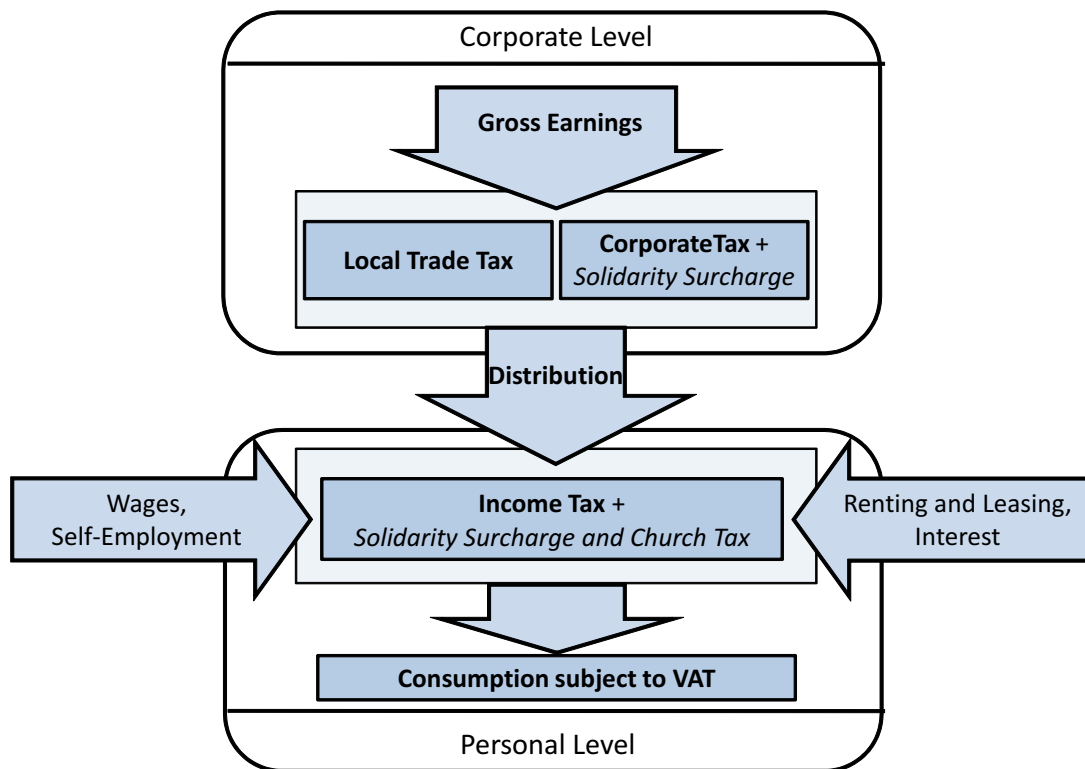 Corporate Level
Gross Earnings
Local Trade Tax
CorporateTax +
Solidarity Surcharge
Distribution
Wages,
Self-Employment
Income Tax +
Solidarity Surcharge and Church Tax
Renting and Leasing,
Interest
Consumption subject to VAT
Personal Level